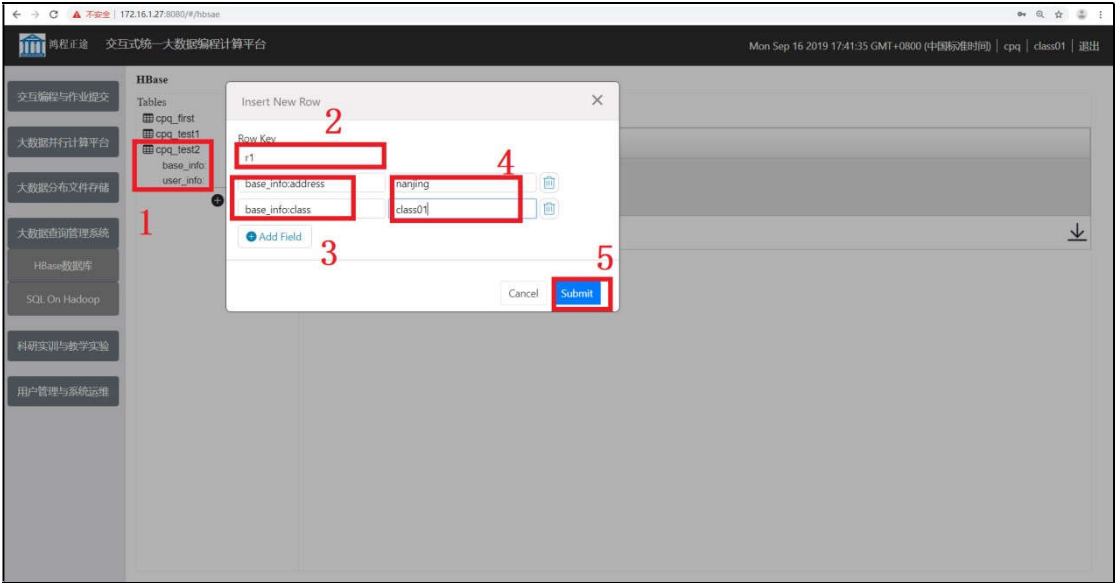 不安全 | 172.16.1.27:8080/#/hbsae
鸿程正途 交互式统一大数据编程计算平台
Mon Sep 16 2019 17:41:35 GMT+0800 (中国标准时间) | cpq | class01 | 退出
交互编程与作业提交
大数据并行计算平台
大数据分布文件存储
大数据查询管理系统
HBase数据库
SQL On Hadoop
科研实训与教学实验
用户管理与系统运维
HBase
Tables
cpq_first
cpq_test1
cpq_test2
base_info:
user_info:
1
Insert New Row
2
Row Key
r1
4
base_info:address nanjing
base_info:class class01
Add Field
3
5
Cancel Submit